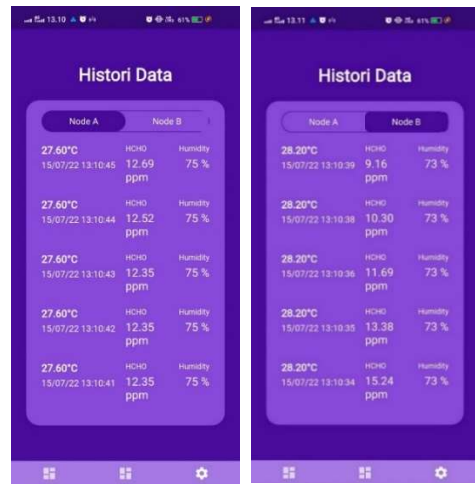 13.10
61%
Histori Data
Node A Node B
27.60°C HCHO Humidity
15/07/22 13:10:45 12.69 75 %
ppm
27.60°C HCHO Humidity
15/07/22 13:10:44 12.52 75 %
ppm
27.60°C HCHO Humidity
15/07/22 13:10:43 12.35 75 %
ppm
27.60°C HCHO Humidity
15/07/22 13:10:42 12.35 75 %
ppm
27.60°C HCHO Humidity
15/07/22 13:10:41 12.35 75 %
ppm
13.11
61%
Histori Data
Node A Node B
28.20°C HCHO Humidity
15/07/22 13:10:39 9.16 73 %
ppm
28.20°C HCHO Humidity
15/07/22 13:10:38 10.30 73 %
ppm
28.20°C HCHO Humidity
15/07/22 13:10:36 11.69 73 %
ppm
28.20°C HCHO Humidity
15/07/22 13:10:35 13.38 73 %
ppm
28.20°C HCHO Humidity
15/07/22 13:10:34 15.24 73 %
ppm